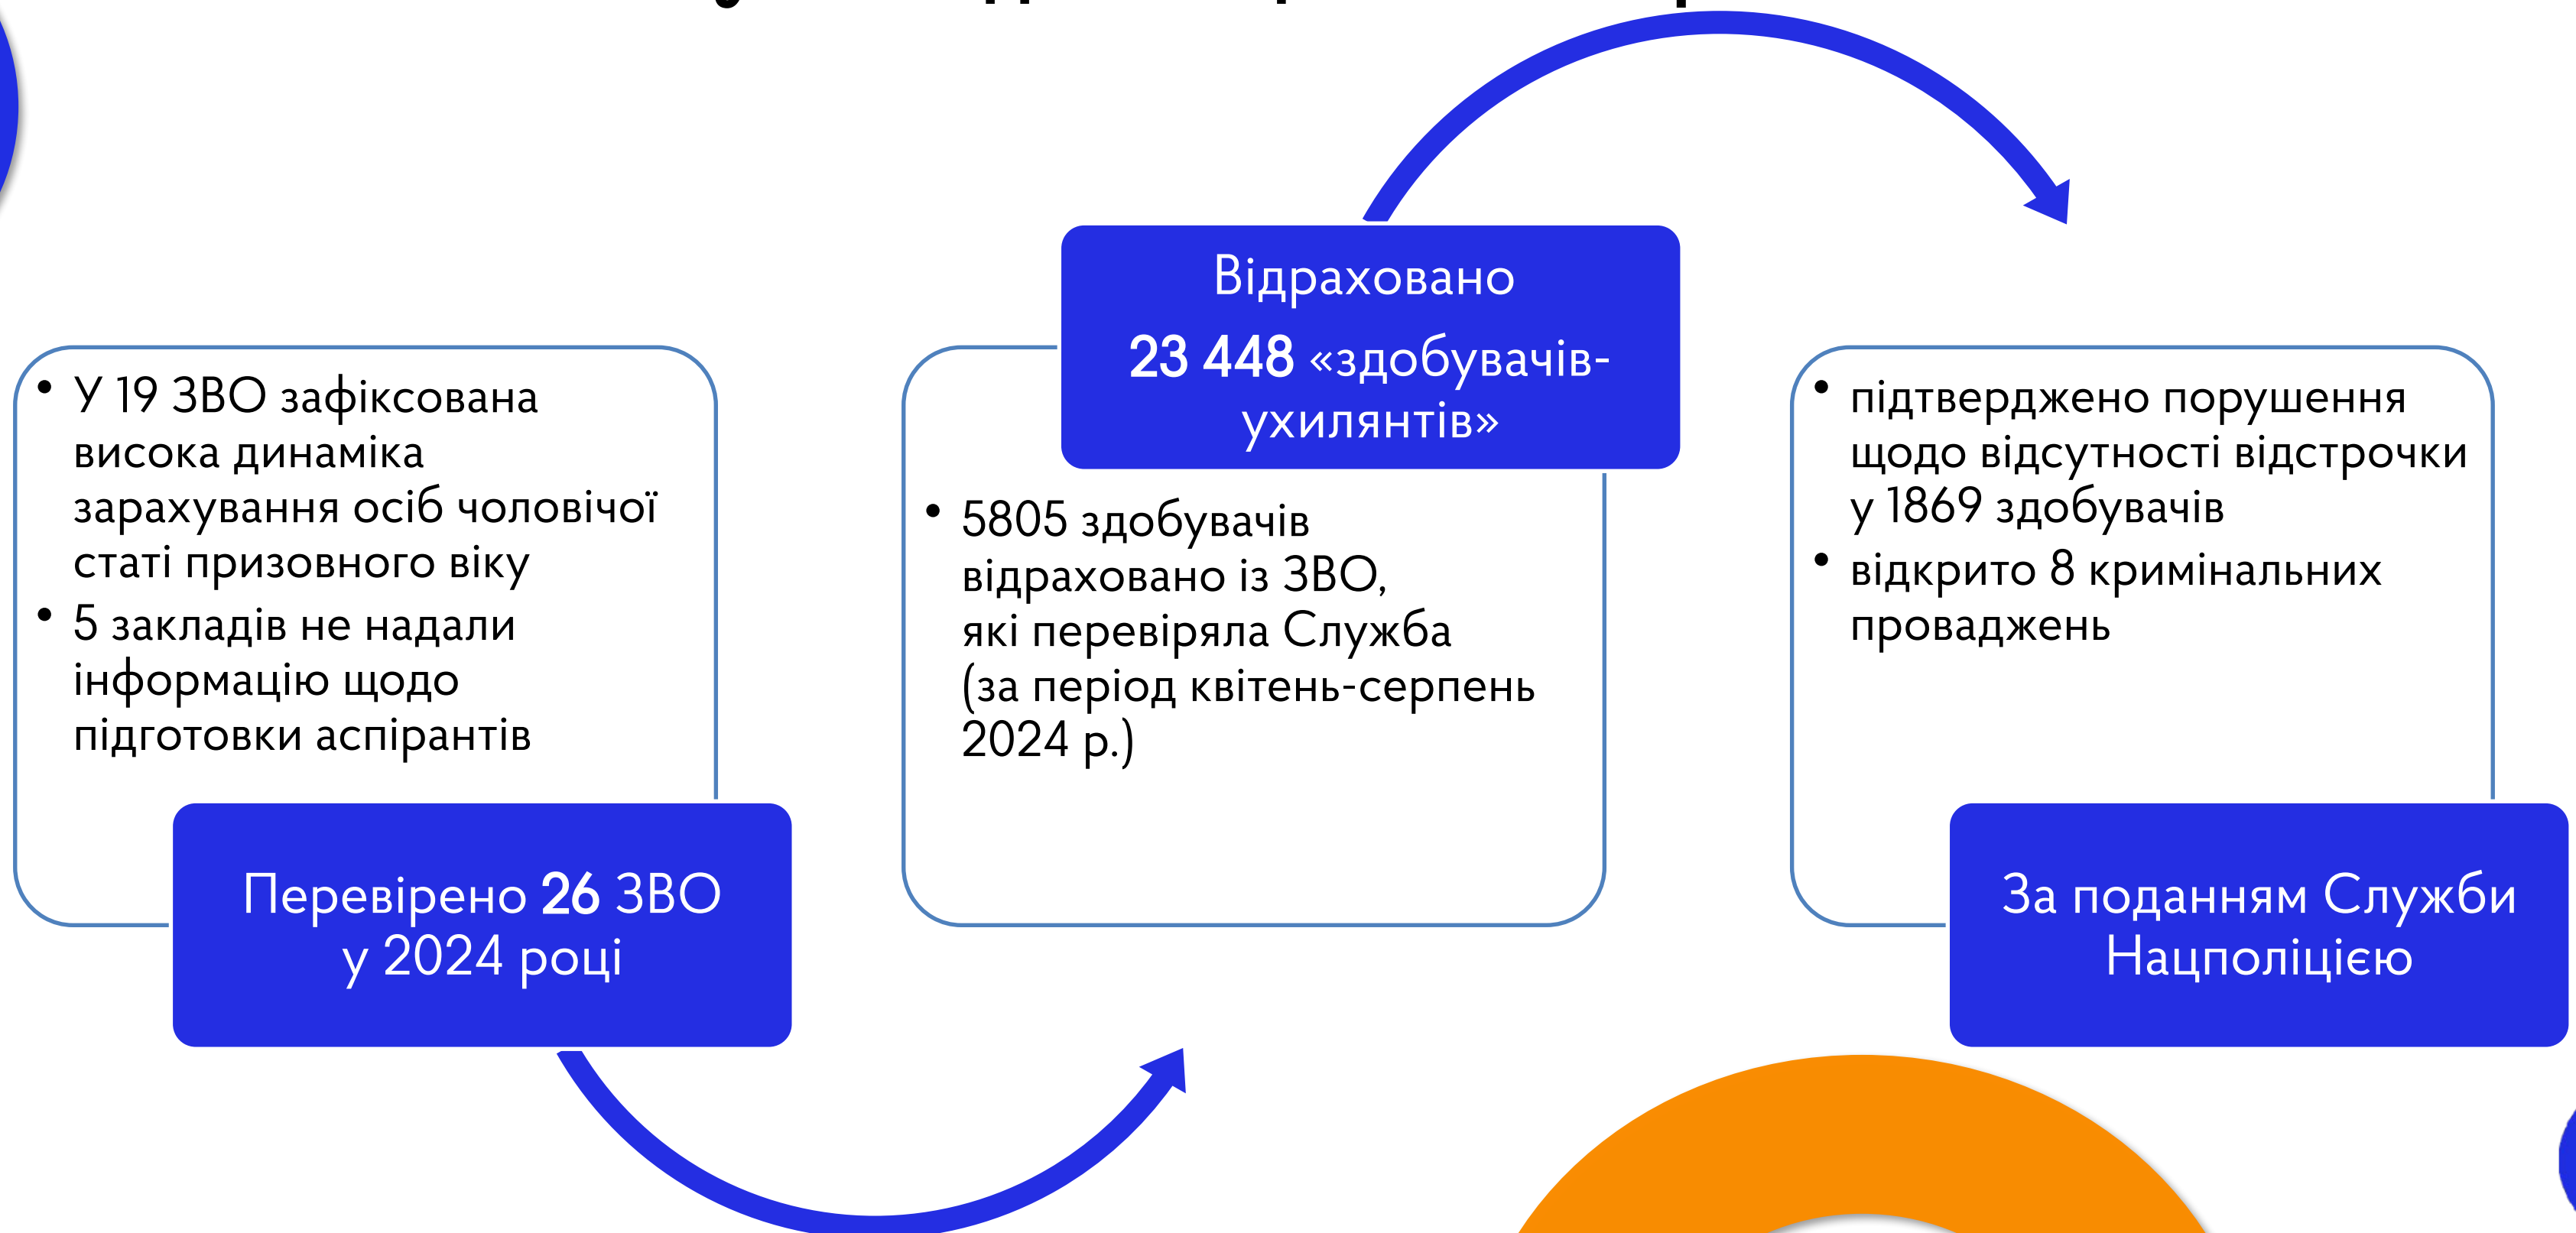 • У 19 ЗВО зафіксована
висока динаміка
зарахування осіб чоловічої
статі призовного віку
• 5 закладів не надали
інформацію щодо
підготовки аспірантів
Перевірено 26 ЗВО
у 2024 році
Відраховано
23 448 «здобувачів-
ухилянтів»
• 5805 здобувачів
відраховано із ЗВО,
які перевіряла Служба
(за період квітень-серпень
2024 р.)
• підтверджено порушення
щодо відсутності відстрочки
у 1869 здобувачів
• відкрито 8 кримінальних
проваджень
За поданням Служби
Нацполіцією